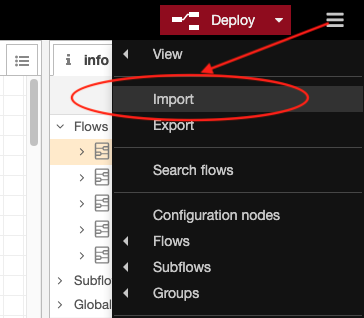 Deploy
i info
View
Import
Export
Flows
Search flows
Configuration nodes
Flows
Subflows
Groups
Subflo
Global